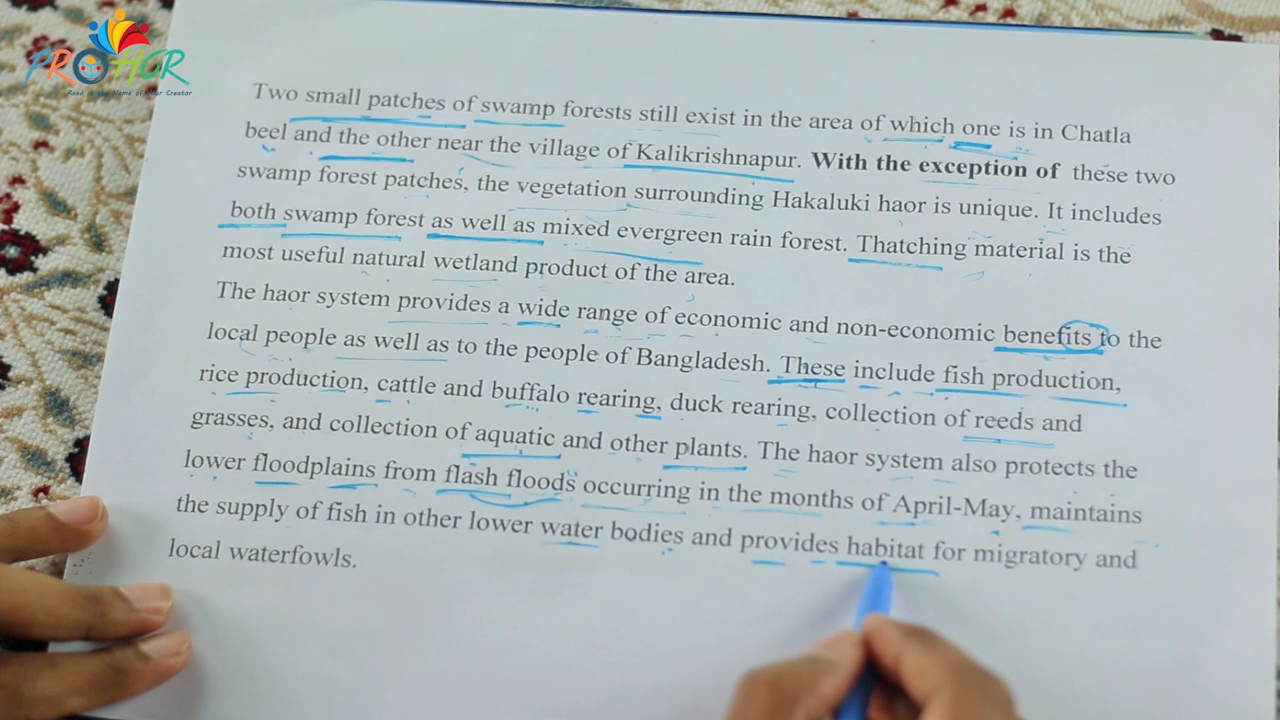 PROHOR
Read in the Name of Your Creator
Two small patches of swamp forests still exist in the area of which one is in Chatla
beel and the other near the village of Kalikrishnapur. With the exception of these two
swamp forest patches, the vegetation surrounding Hakaluki haor is unique. It includes
both swamp forest as well as mixed evergreen rain forest. Thatching material is the
most useful natural wetland product of the area.
The haor system provides a wide range of economic and non-economic benefits to the
local people as well as to the people of Bangladesh. These include fish production,
rice production, cattle and buffalo rearing, duck rearing, collection of reeds and
grasses, and collection of aquatic and other plants. The haor system also protects the
lower floodplains from flash floods occurring in the months of April-May, maintains
the supply of fish in other lower water bodies and provides habitat for migratory and
local waterfowls.